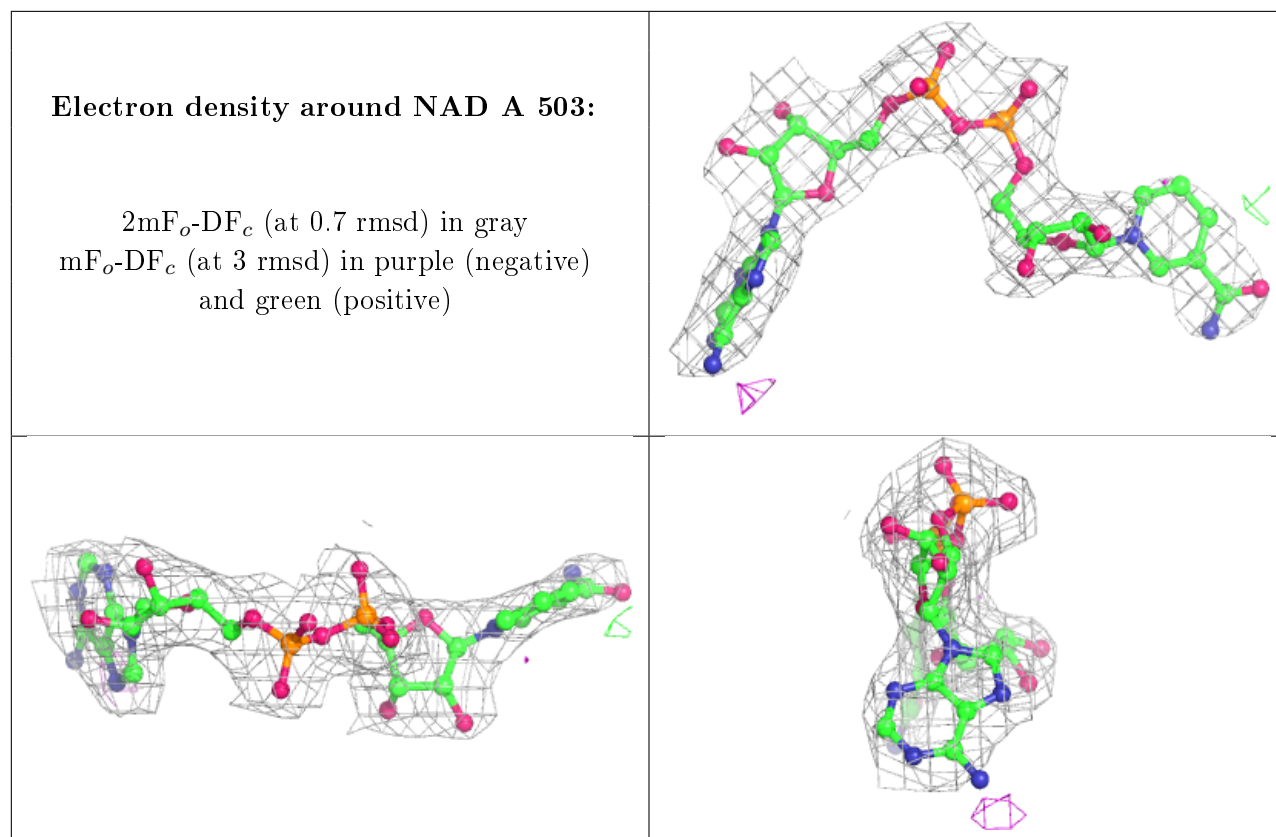 Electron density around NAD A 503:
2mFₒ-DF𝒸 (at 0.7 rmsd) in gray
mFₒ-DF𝒸 (at 3 rmsd) in purple (negative)
and green (positive)